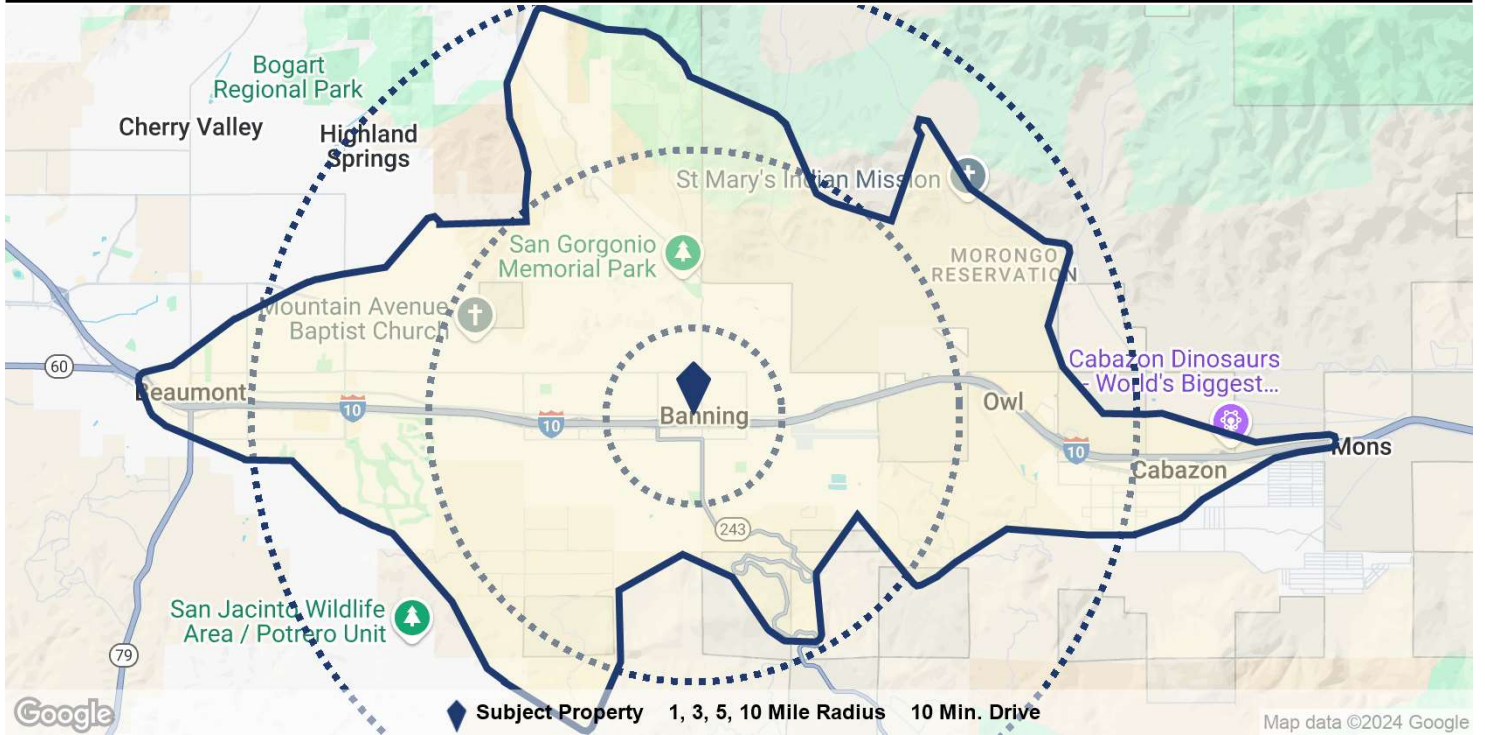 Bogart
Regional Park
Cherry Valley
Highland
Springs
St Mary's Indian Mission
San Gorgonio
Memorial Park
MORONGO
RESERVATION
Mountain Avenue
Baptist Church
Cabazon Dinosaurs
- World's Biggest...
60
Beaumont
10
10
Banning
Owl
10
Mons
Cabazon
243
San Jacinto Wildlife
Area / Potrero Unit
79
Google
Subject Property 1, 3, 5, 10 Mile Radius 10 Min. Drive
Map data ©2024 Google